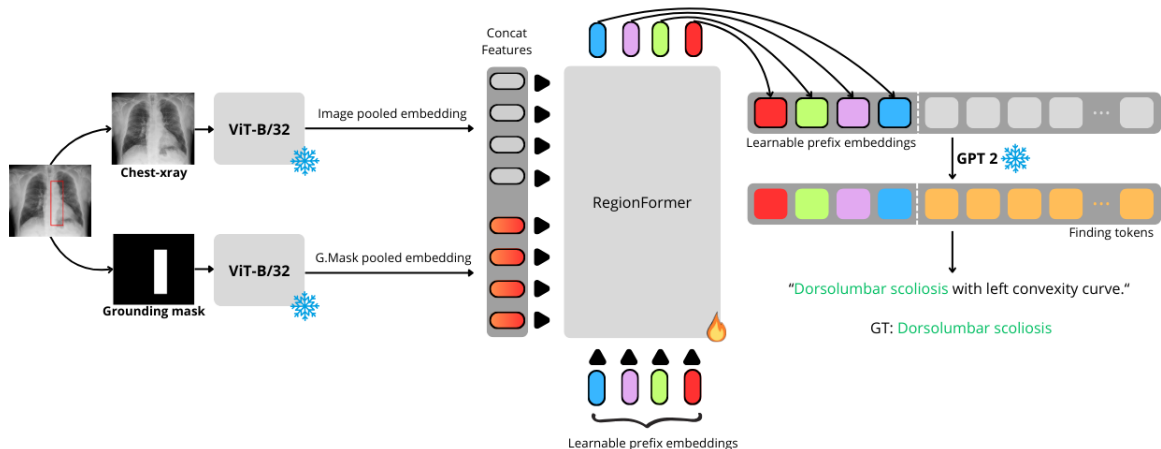 Concat
Features
ViT-B/32
Image pooled embedding
Chest-xray
ViT-B/32
G.Mask pooled embedding
Grounding mask
RegionFormer
Learnable prefix embeddings
Learnable prefix embeddings
GPT 2
...
...
Finding tokens
“Dorsolumbar scoliosis with left convexity curve.“
GT: Dorsolumbar scoliosis